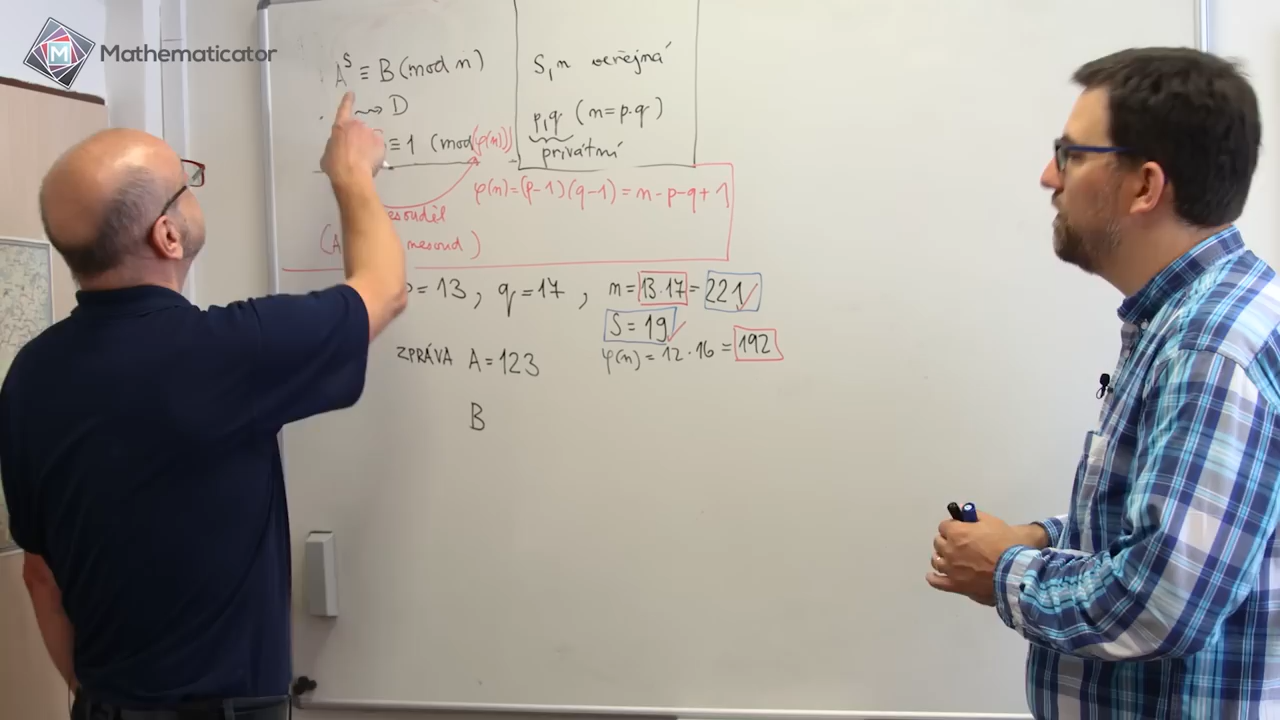 Mathematicator
A^S ≡ B (mod n)
S, n veřejná
⇝ D
p, q (n = p·q)
≡ 1 (mod φ(n))
privátní
φ(n) = (p-1)(q-1) = n-p-q+1
(A nesoud)
= 13, q = 17, n = 13·17 = 221 ✓
S = 19 ✓
ZPRÁVA A = 123
φ(n) = 12·16 = 192
B